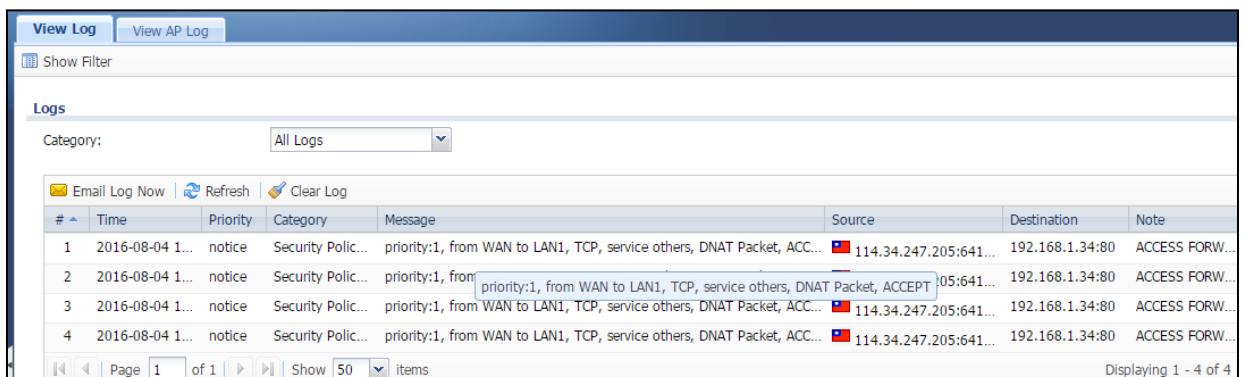 View Log View AP Log
Show Filter
Logs
Category: All Logs
Email Log Now Refresh Clear Log
# Time Priority Category Message Source Destination Note
1 2016-08-04 1... notice Security Polic... priority:1, from WAN to LAN1, TCP, service others, DNAT Packet, ACC... 114.34.247.205:641... 192.168.1.34:80 ACCESS FORW...
2 2016-08-04 1... notice Security Polic... priority:1, from priority:1, from WAN to LAN1, TCP, service others, DNAT Packet, ACCEPT 05:641... 192.168.1.34:80 ACCESS FORW...
3 2016-08-04 1... notice Security Polic... priority:1, from WAN to LAN1, TCP, service others, DNAT Packet, ACC... 114.34.247.205:641... 192.168.1.34:80 ACCESS FORW...
4 2016-08-04 1... notice Security Polic... priority:1, from WAN to LAN1, TCP, service others, DNAT Packet, ACC... 114.34.247.205:641... 192.168.1.34:80 ACCESS FORW...
Page 1 of 1 Show 50 items Displaying 1 - 4 of 4